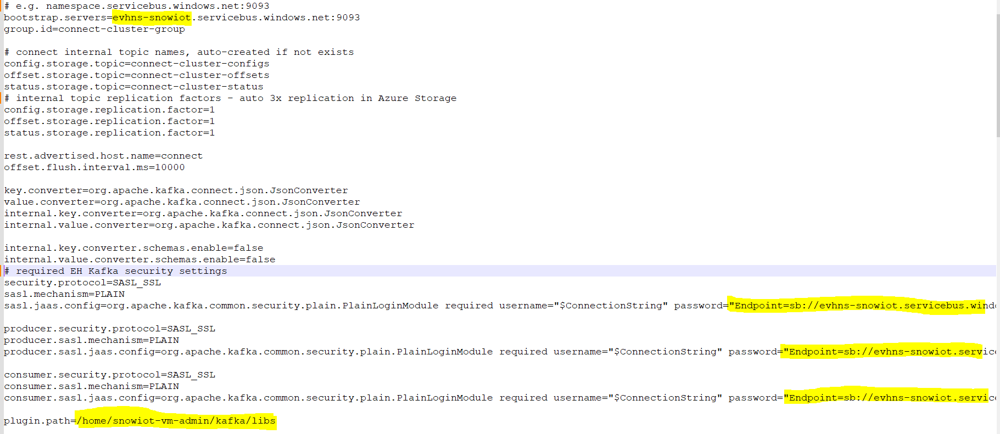 # e.g. namespace.servicebus.windows.net:9093
bootstrap.servers=evhns-snowiot.servicebus.windows.net:9093
group.id=connect-cluster-group
# connect internal topic names, auto-created if not exists
config.storage.topic=connect-cluster-configs
offset.storage.topic=connect-cluster-offsets
status.storage.topic=connect-cluster-status
# internal topic replication factors - auto 3x replication in Azure Storage
config.storage.replication.factor=1
offset.storage.replication.factor=1
status.storage.replication.factor=1
rest.advertised.host.name=connect
offset.flush.interval.ms=10000
key.converter=org.apache.kafka.connect.json.JsonConverter
value.converter=org.apache.kafka.connect.json.JsonConverter
internal.key.converter=org.apache.kafka.connect.json.JsonConverter
internal.value.converter=org.apache.kafka.connect.json.JsonConverter
internal.key.converter.schemas.enable=false
internal.value.converter.schemas.enable=false
# required EH Kafka security settings
security.protocol=SASL_SSL
sasl.mechanism=PLAIN
sasl.jaas.config=org.apache.kafka.common.security.plain.PlainLoginModule required username="$ConnectionString" password="Endpoint=sb://evhns-snowiot.servicebus.wind
producer.security.protocol=SASL_SSL
producer.sasl.mechanism=PLAIN
producer.sasl.jaas.config=org.apache.kafka.common.security.plain.PlainLoginModule required username="$ConnectionString" password="Endpoint=sb://evhns-snowiot.servic
consumer.security.protocol=SASL_SSL
consumer.sasl.mechanism=PLAIN
consumer.sasl.jaas.config=org.apache.kafka.common.security.plain.PlainLoginModule required username="$ConnectionString" password="Endpoint=sb://evhns-snowiot.servic
plugin.path=/home/snowiot-vm-admin/kafka/libs